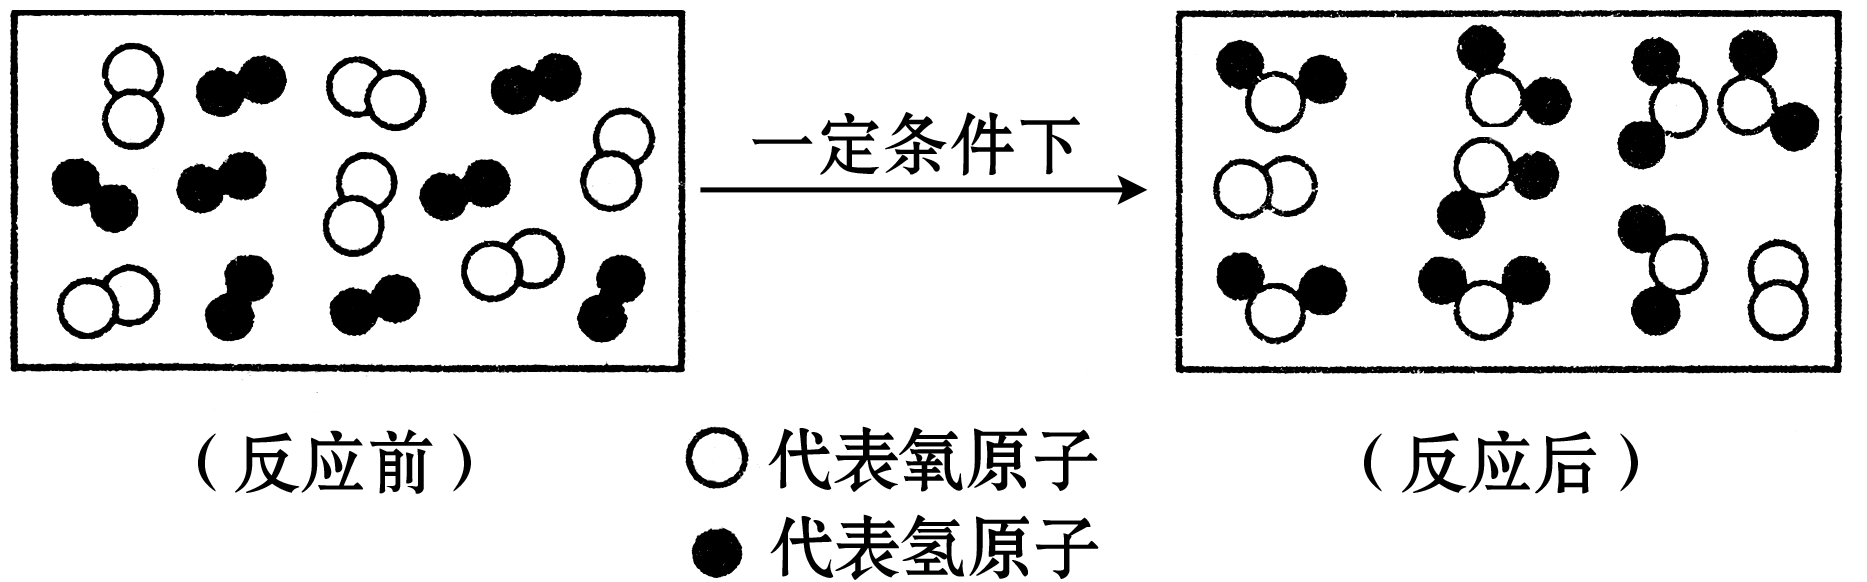 一定条件下
（反应前）
代表氧原子
（反应后）
代表氢原子